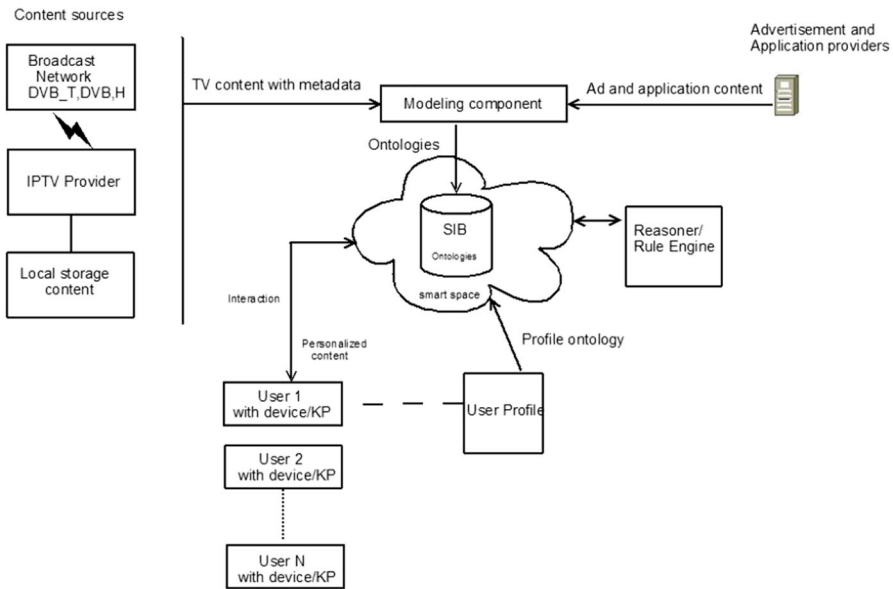 Content sources
Broadcast
Network
DVB_T,DVB,H
IPTV Provider
Local storage
content
TV content with metadata
Modeling component
Ad and application content
Advertisement and
Application providers
Ontologies
SIB
Ontologies
smart space
Reasoner/
Rule Engine
Interaction
Personalized
content
Profile ontology
User 1
with device/KP
User Profile
User 2
with device/KP
User N
with device/KP